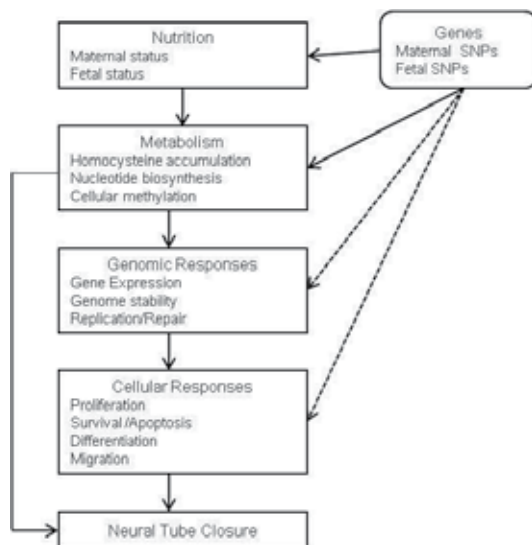 Nutrition
Maternal status
Fetal status
Genes
Maternal SNPs
Fetal SNPs
Metabolism
Homocysteine accumulation
Nucleotide biosynthesis
Cellular methylation
Genomic Responses
Gene Expression
Genome stability
Replication/Repair
Cellular Responses
Proliferation
Survival/Apoptosis
Differentiation
Migration
Neural Tube Closure